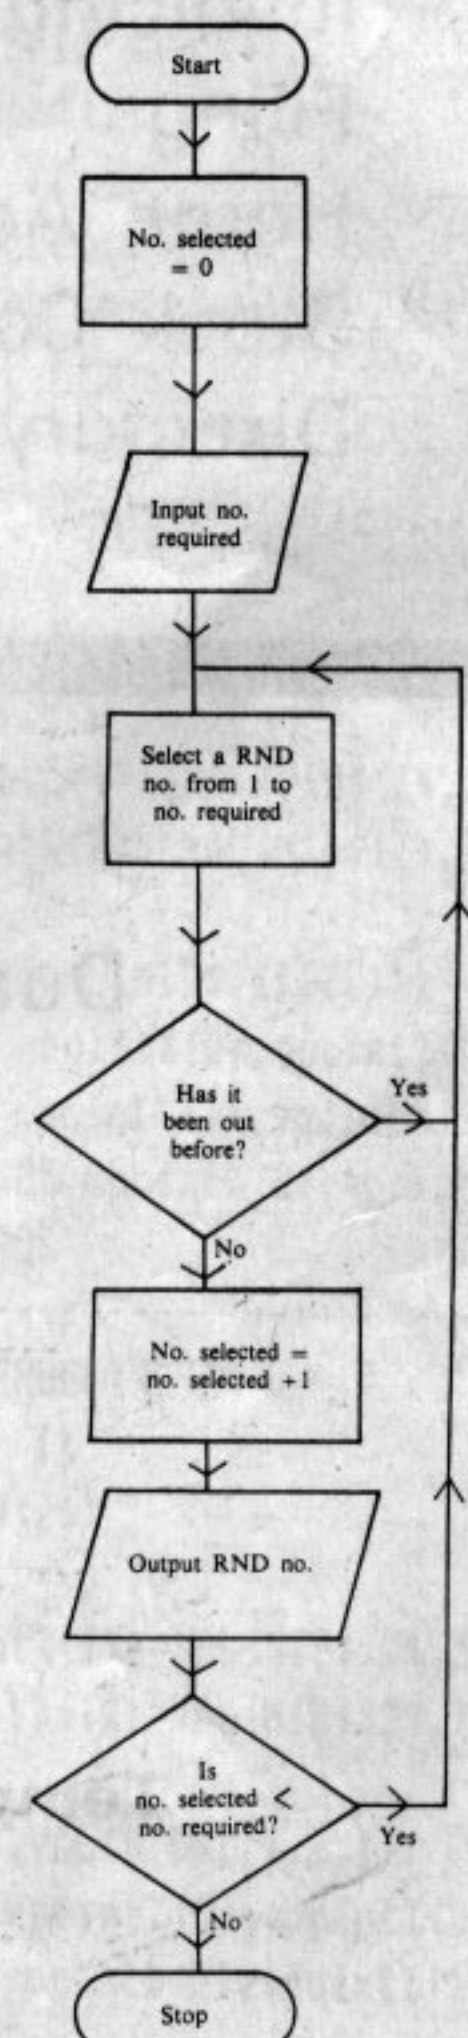 Start
No. selected
= 0
Input no.
required
Select a RND
no. from 1 to
no. required
Has it
been out
before?
Yes
No
No. selected =
no. selected +1
Output RND no.
Is
no. selected <
no. required?
Yes
No
Stop